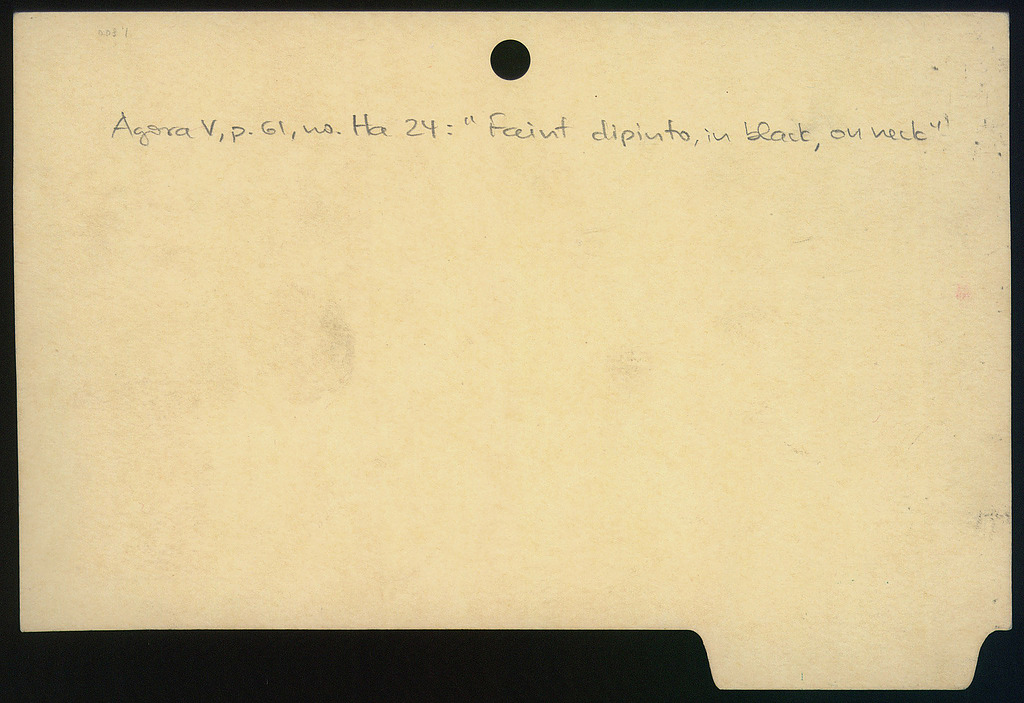 Agora V, p. 61, no. Ha 24: "Faint dipinto, in black, on neck"